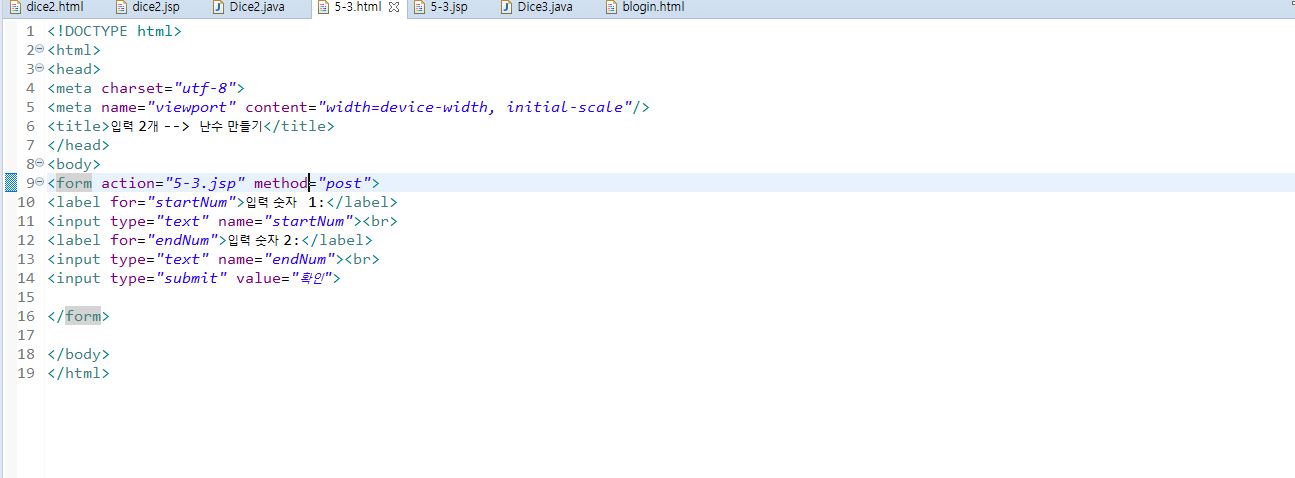 dice2.html dice2.jsp Dice2.java 5-3.html 5-3.jsp Dice3.java blogin.html
1 <!DOCTYPE html>
2 <html>
3 <head>
4 <meta charset="utf-8">
5 <meta name="viewport" content="width=device-width, initial-scale"/>
6 <title>입력 2개 --> 난수 만들기</title>
7 </head>
8 <body>
9 <form action="5-3.jsp" method="post">
10 <label for="startNum">입력 숫자 1:</label>
11 <input type="text" name="startNum"><br>
12 <label for="endNum">입력 숫자 2:</label>
13 <input type="text" name="endNum"><br>
14 <input type="submit" value="확인">
15
16 </form>
17
18 </body>
19 </html>